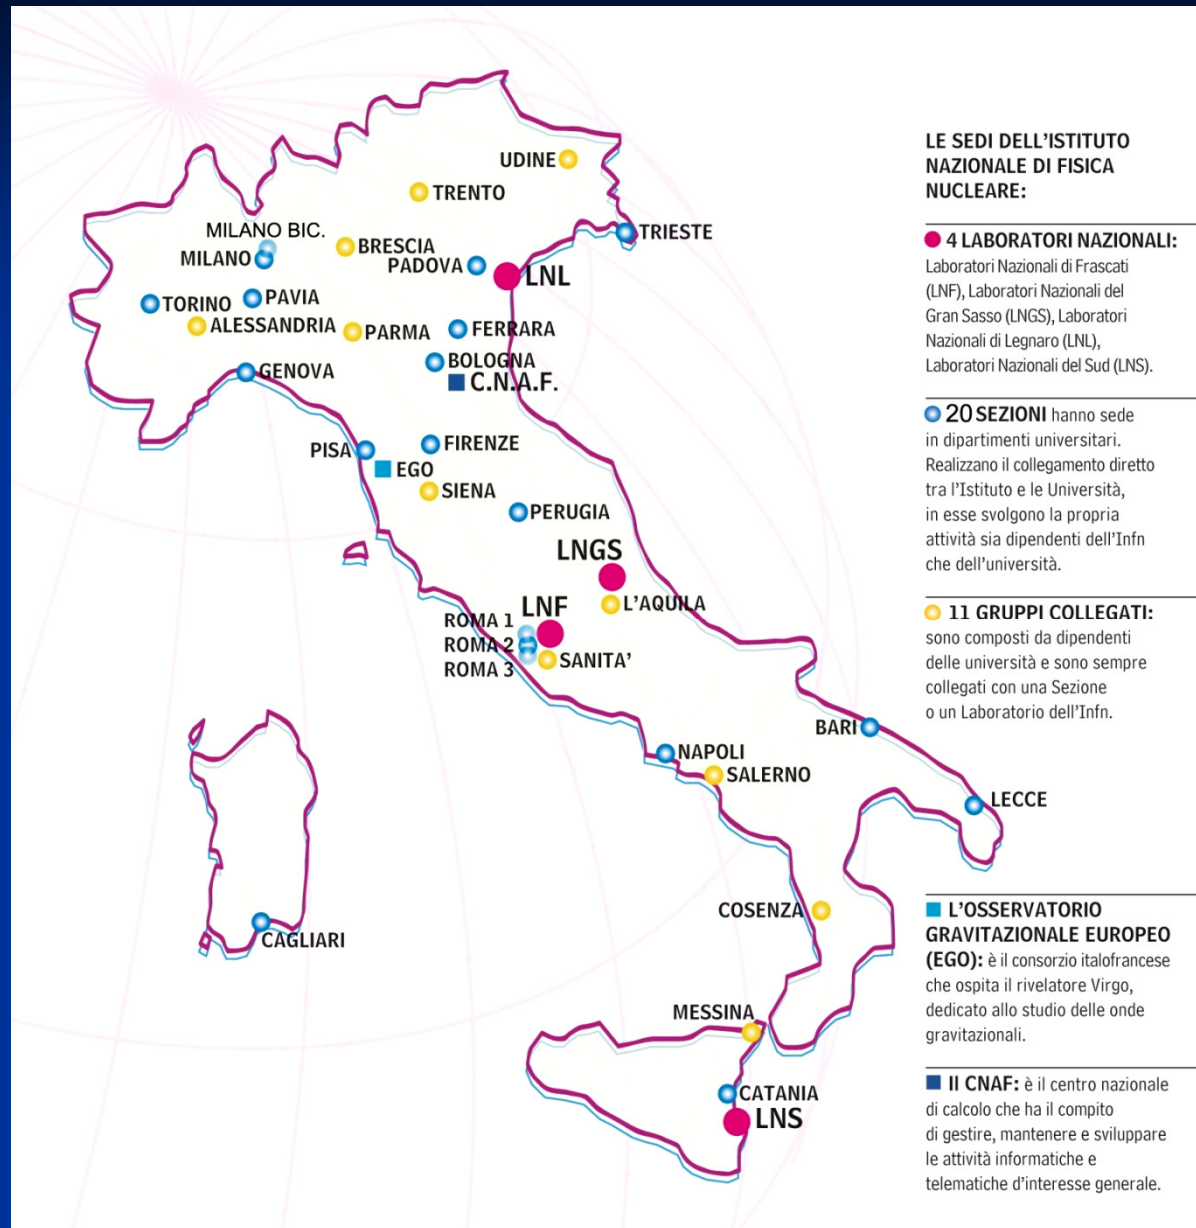 UDINE
TRENTO
TRIESTE
MILANO BIC.
MILANO
BRESCIA
PADOVA
LNL
TORINO
PAVIA
ALESSANDRIA
PARMA
FERRARA
BOLOGNA
C.N.A.F.
GENOVA
PISA
FIRENZE
EGO
SIENA
PERUGIA
LNGS
L'AQUILA
LNF
ROMA 1
ROMA 2
ROMA 3
SANITA'
BARI
NAPOLI
SALERNO
LECCE
COSENZA
CAGLIARI
MESSINA
CATANIA
LNS
LE SEDI DELL'ISTITUTO
NAZIONALE DI FISICA
NUCLEARE:
4 LABORATORI NAZIONALI:
Laboratori Nazionali di Frascati
(LNF), Laboratori Nazionali del
Gran Sasso (LNGS), Laboratori
Nazionali di Legnaro (LNL),
Laboratori Nazionali del Sud (LNS).
20 SEZIONI hanno sede
in dipartimenti universitari.
Realizzano il collegamento diretto
tra l'Istituto e le Università,
in esse svolgono la propria
attività sia dipendenti dell'Infn
che dell'università.
11 GRUPPI COLLEGATI:
sono composti da dipendenti
delle università e sono sempre
collegati con una Sezione
o un Laboratorio dell'Infn.
L'OSSERVATORIO
GRAVITAZIONALE EUROPEO
(EGO): è il consorzio italofrancese
che ospita il rivelatore Virgo,
dedicato allo studio delle onde
gravitazionali.
Il CNAF: è il centro nazionale
di calcolo che ha il compito
di gestire, mantenere e sviluppare
le attività informatiche e
telematiche d'interesse generale.